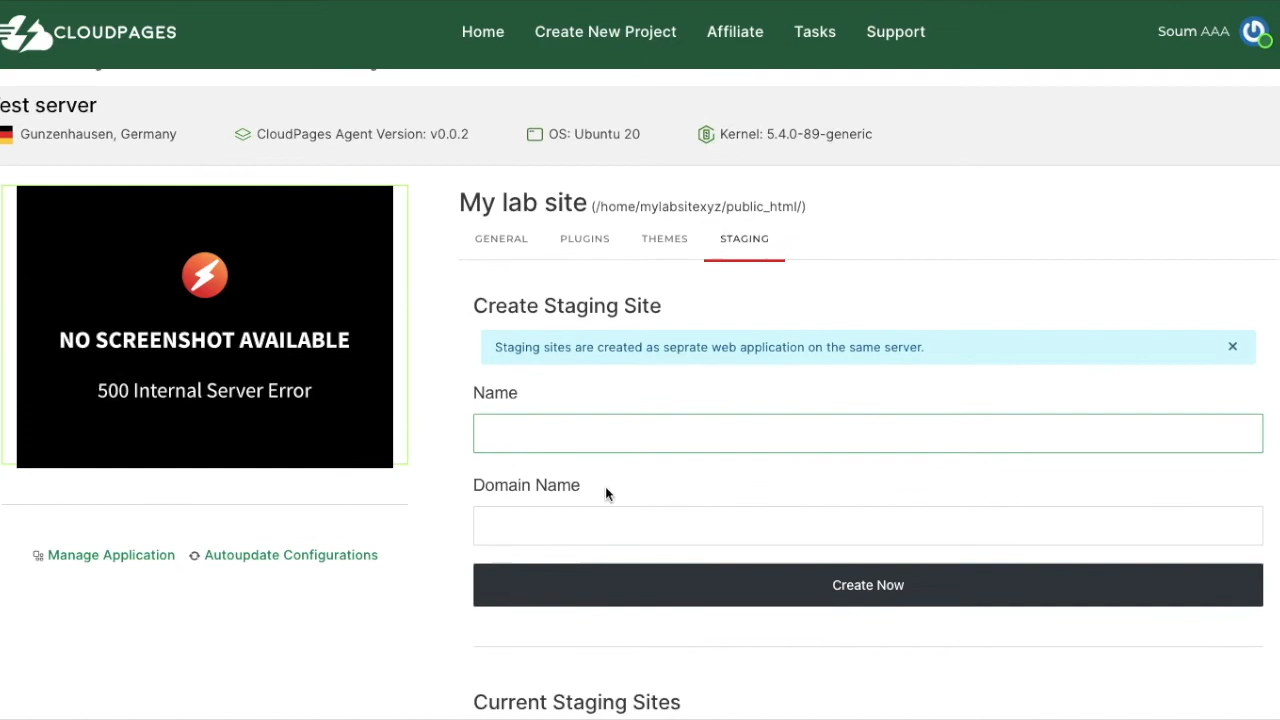 CLOUDPAGES
Home
Create New Project
Affiliate
Tasks
Support
Soum AAA
est server
Gunzenhausen, Germany
CloudPages Agent Version: v0.0.2
OS: Ubuntu 20
Kernel: 5.4.0-89-generic
NO SCREENSHOT AVAILABLE
500 Internal Server Error
Manage Application
Autoupdate Configurations
My lab site (/home/mylabsitexyz/public_html/)
GENERAL
PLUGINS
THEMES
STAGING
Create Staging Site
Staging sites are created as seprate web application on the same server.
Name
Domain Name
Create Now
Current Staging Sites